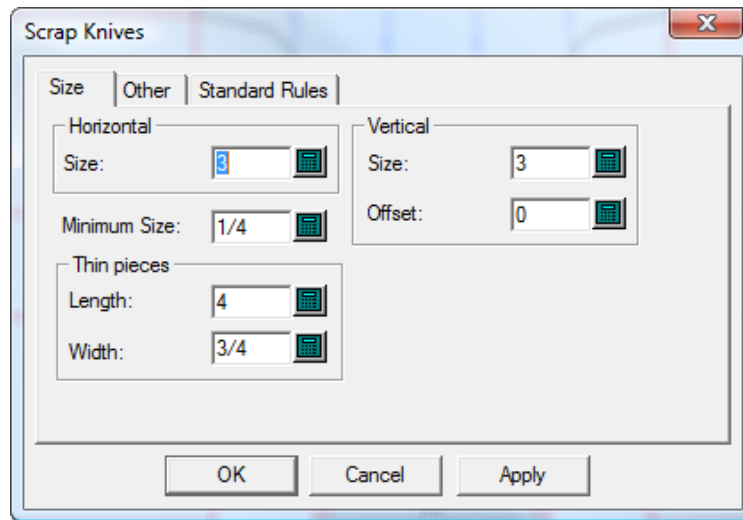 Scrap Knives
Size Other Standard Rules
Horizontal
Size: 3
Minimum Size: 1/4
Thin pieces
Length: 4
Width: 3/4
Vertical
Size: 3
Offset: 0
OK Cancel Apply